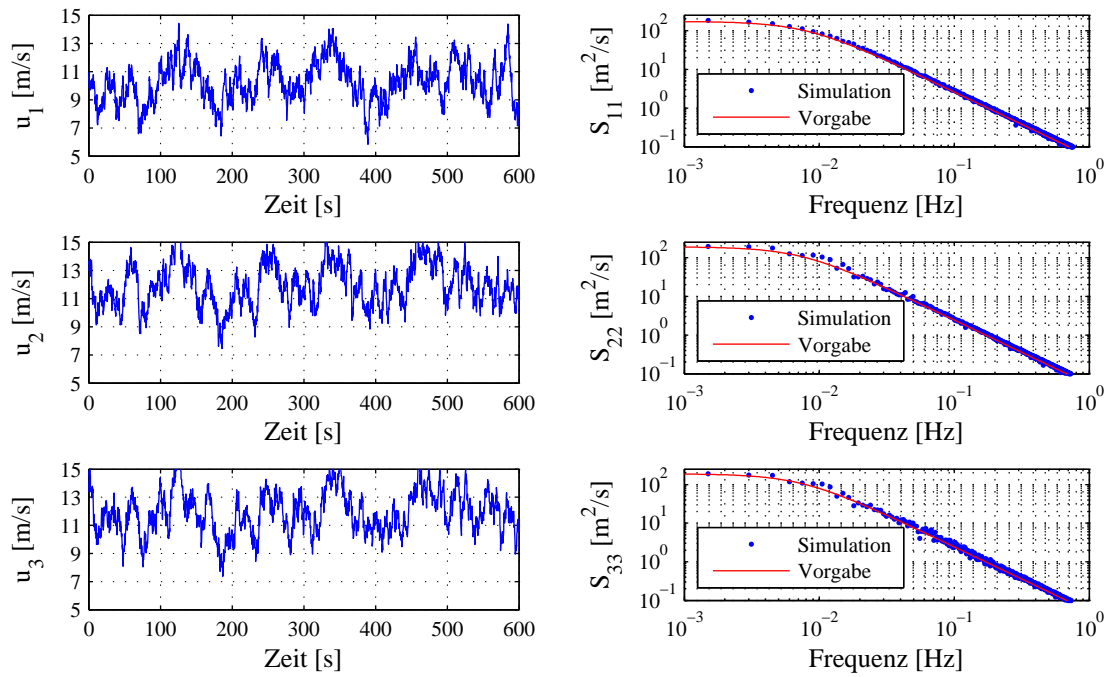 15
13
11
9
7
5
u1 [m/s]
0 100 200 300 400 500 600
Zeit [s]
10^2
10^1
10^0
10^-1
S11 [m^2/s]
Simulation
Vorgabe
10^-3 10^-2 10^-1 10^0
Frequenz [Hz]
15
13
11
9
7
5
u2 [m/s]
0 100 200 300 400 500 600
Zeit [s]
10^2
10^1
10^0
10^-1
S22 [m^2/s]
Simulation
Vorgabe
10^-3 10^-2 10^-1 10^0
Frequenz [Hz]
15
13
11
9
7
5
u3 [m/s]
0 100 200 300 400 500 600
Zeit [s]
10^2
10^1
10^0
10^-1
S33 [m^2/s]
Simulation
Vorgabe
10^-3 10^-2 10^-1 10^0
Frequenz [Hz]